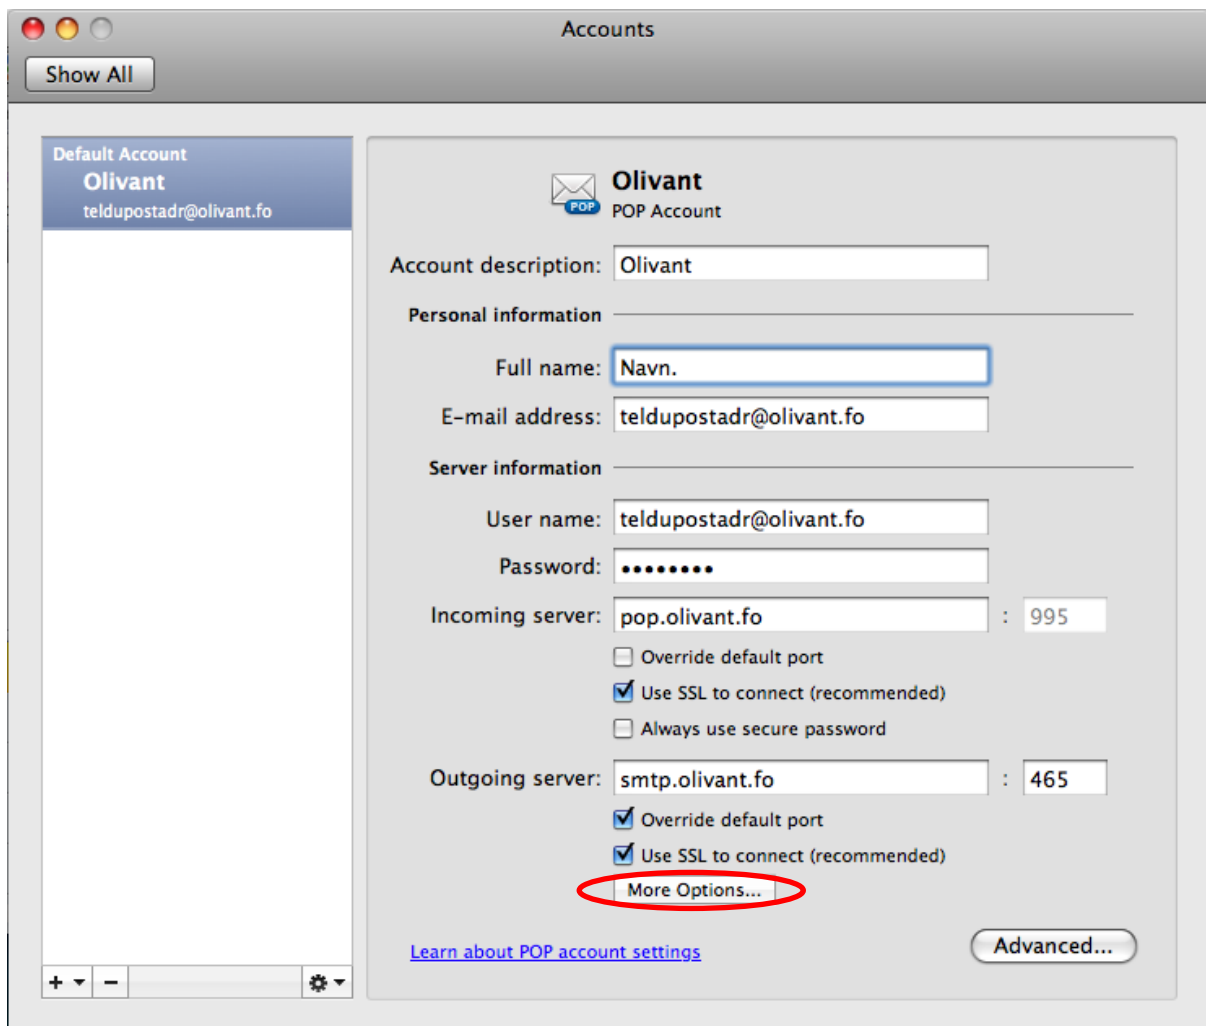 Accounts
Show All
Default Account
Olivant
teldupostadr@olivant.fo
Olivant
POP
POP Account
Account description: Olivant
Personal information
Full name: Navn.
E-mail address: teldupostadr@olivant.fo
Server information
User name: teldupostadr@olivant.fo
Password: ••••••••
Incoming server: pop.olivant.fo : 995
Override default port
Use SSL to connect (recommended)
Always use secure password
Outgoing server: smtp.olivant.fo : 465
Override default port
Use SSL to connect (recommended)
More Options...
Learn about POP account settings
Advanced...